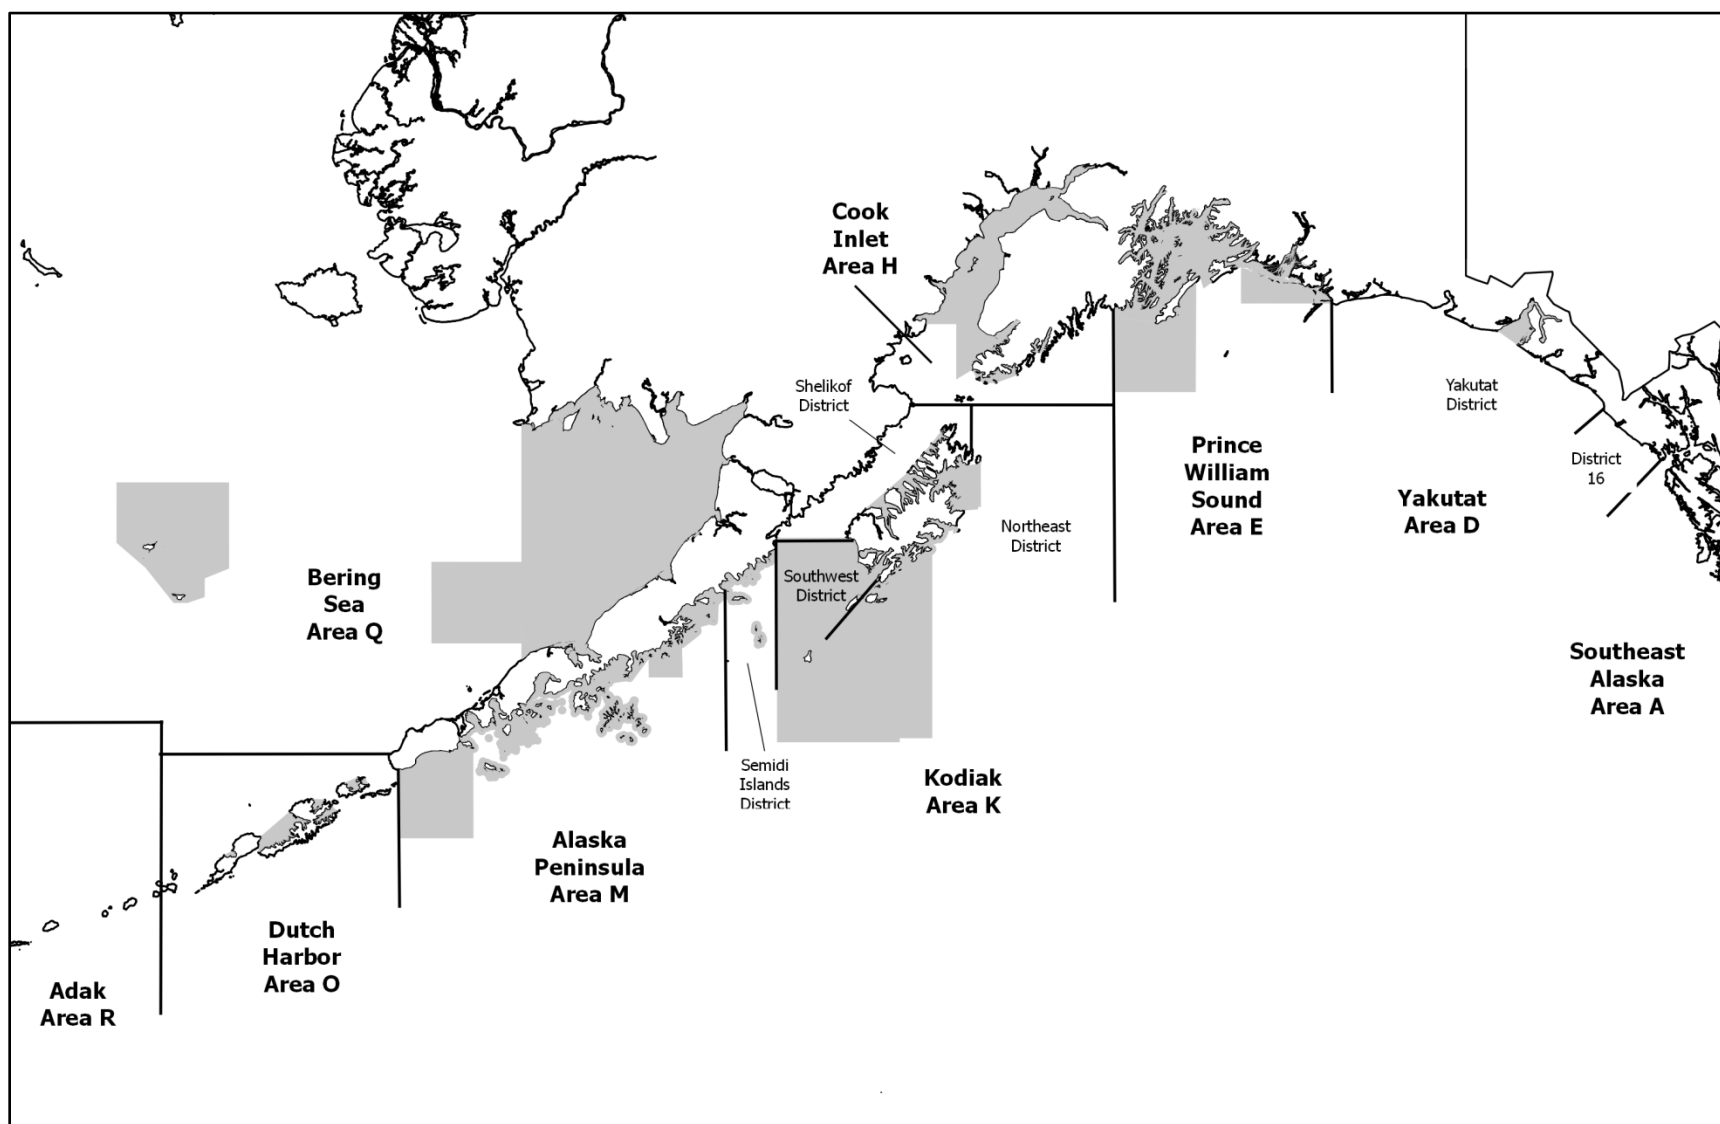 Cook
Inlet
Area H
Shelikof
District
Yakutat
District
Prince
William
Sound
Area E
District
16
Yakutat
Area D
Northeast
District
Southwest
District
Bering
Sea
Area Q
Southeast
Alaska
Area A
Semidi
Islands
District
Kodiak
Area K
Alaska
Peninsula
Area M
Dutch
Harbor
Area O
Adak
Area R